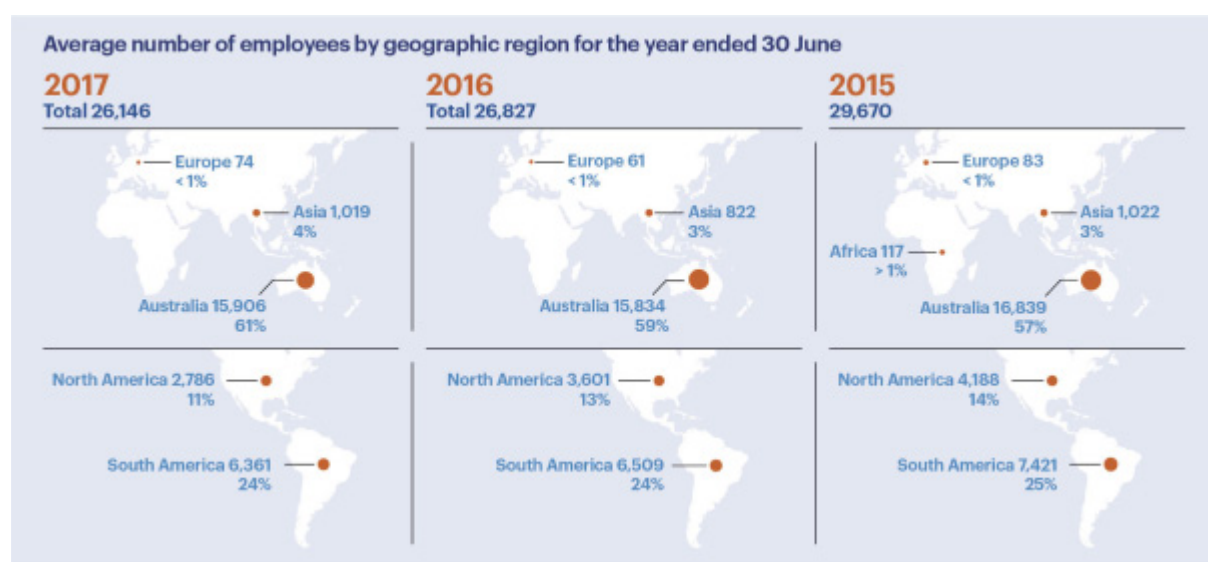 Average number of employees by geographic region for the year ended 30 June
2017
Total 26,146
Europe 74
< 1%
Asia 1,019
4%
Australia 15,906
61%
North America 2,786
11%
South America 6,361
24%
2016
Total 26,827
Europe 61
< 1%
Asia 822
3%
Australia 15,834
59%
North America 3,601
13%
South America 6,509
24%
2015
29,670
Europe 83
< 1%
Asia 1,022
3%
Africa 117
> 1%
Australia 16,839
57%
North America 4,188
14%
South America 7,421
25%